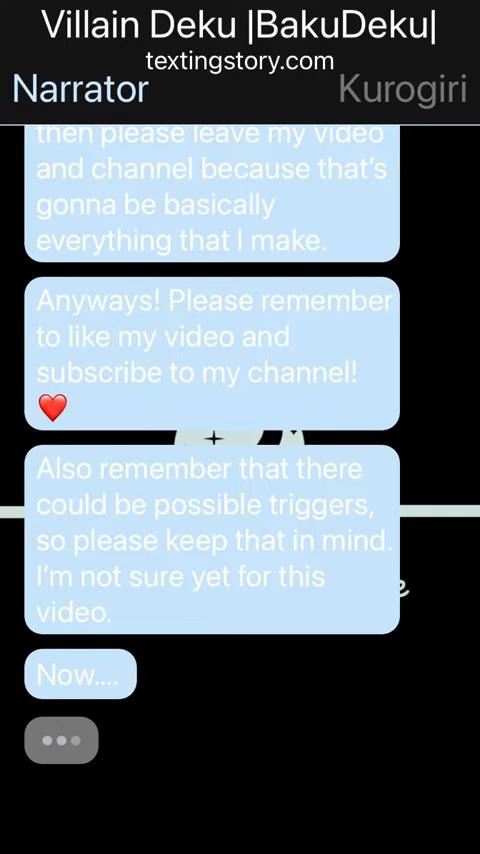 Villain Deku |BakuDeku|
textingstory.com
Narrator
Kurogiri
then please leave my video
and channel because that's
gonna be basically
everything that I make.
Anyways! Please remember
to like my video and
subscribe to my channel!
❤️
Also remember that there
could be possible triggers,
so please keep that in mind.
I'm not sure yet for this
video.
Now....